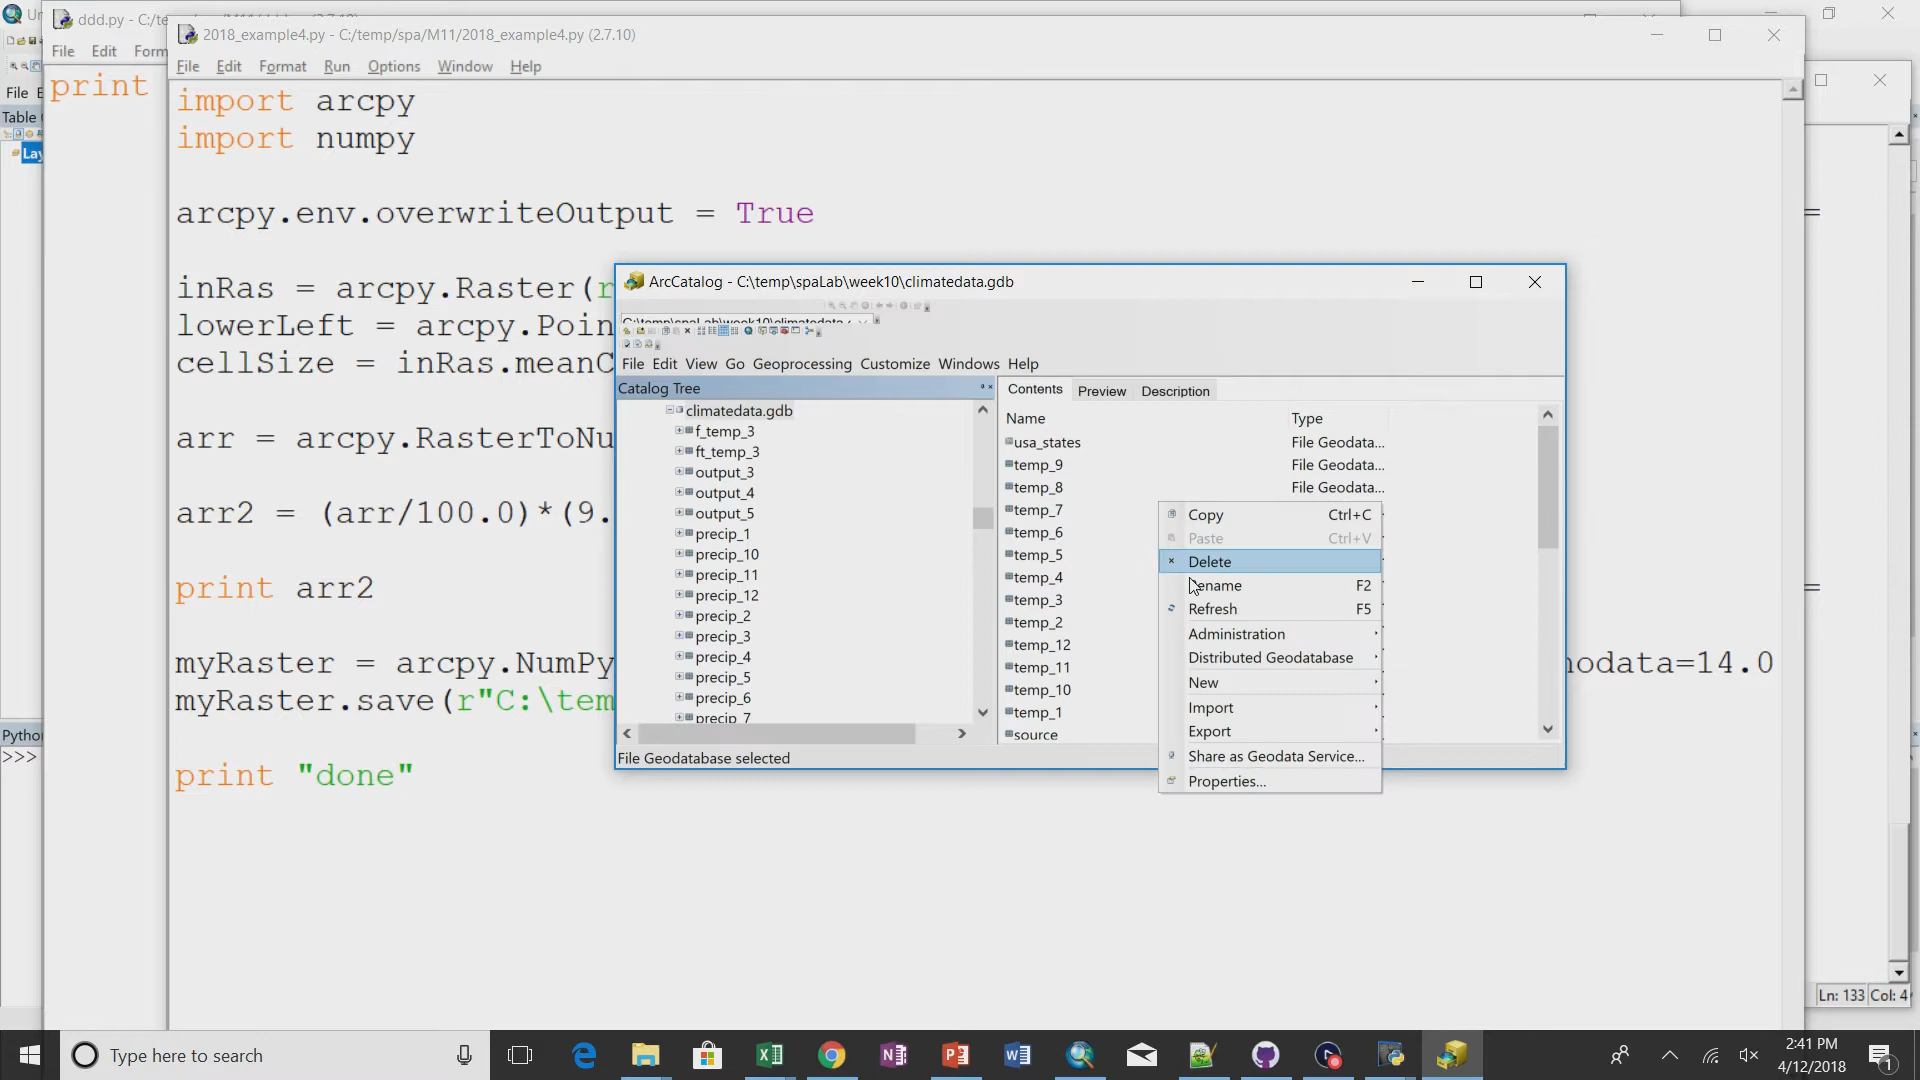 ddd.py - C:/te
File Edit Form
print
File
Table
Lay
Python
>>>
2018_example4.py - C:/temp/spa/M11/2018_example4.py (2.7.10)
File Edit Format Run Options Window Help
import arcpy
import numpy
arcpy.env.overwriteOutput = True
inRas = arcpy.Raster(r
lowerLeft = arcpy.Poin
cellSize = inRas.meanC
arr = arcpy.RasterToNu
arr2 = (arr/100.0)*(9.
print arr2
myRaster = arcpy.NumPy
nodata=14.0
myRaster.save(r"C:\tem
print "done"
=
=
ArcCatalog - C:\temp\spaLab\week10\climatedata.gdb
C:\temp\spaLab\week10\climatedata.
File Edit View Go Geoprocessing Customize Windows Help
Catalog Tree
climatedata.gdb
f_temp_3
ft_temp_3
output_3
output_4
output_5
precip_1
precip_10
precip_11
precip_12
precip_2
precip_3
precip_4
precip_5
precip_6
precip_7
Contents Preview Description
Name Type
usa_states File Geodata...
temp_9 File Geodata...
temp_8 File Geodata...
temp_7
temp_6
temp_5
temp_4
temp_3
temp_2
temp_12
temp_11
temp_10
temp_1
source
File Geodatabase selected
Copy Ctrl+C
Paste Ctrl+V
Delete
ename F2
Refresh F5
Administration
Distributed Geodatabase
New
Import
Export
Share as Geodata Service...
Properties...
Ln: 133 Col: 4
Type here to search
2:41 PM
4/12/2018
1